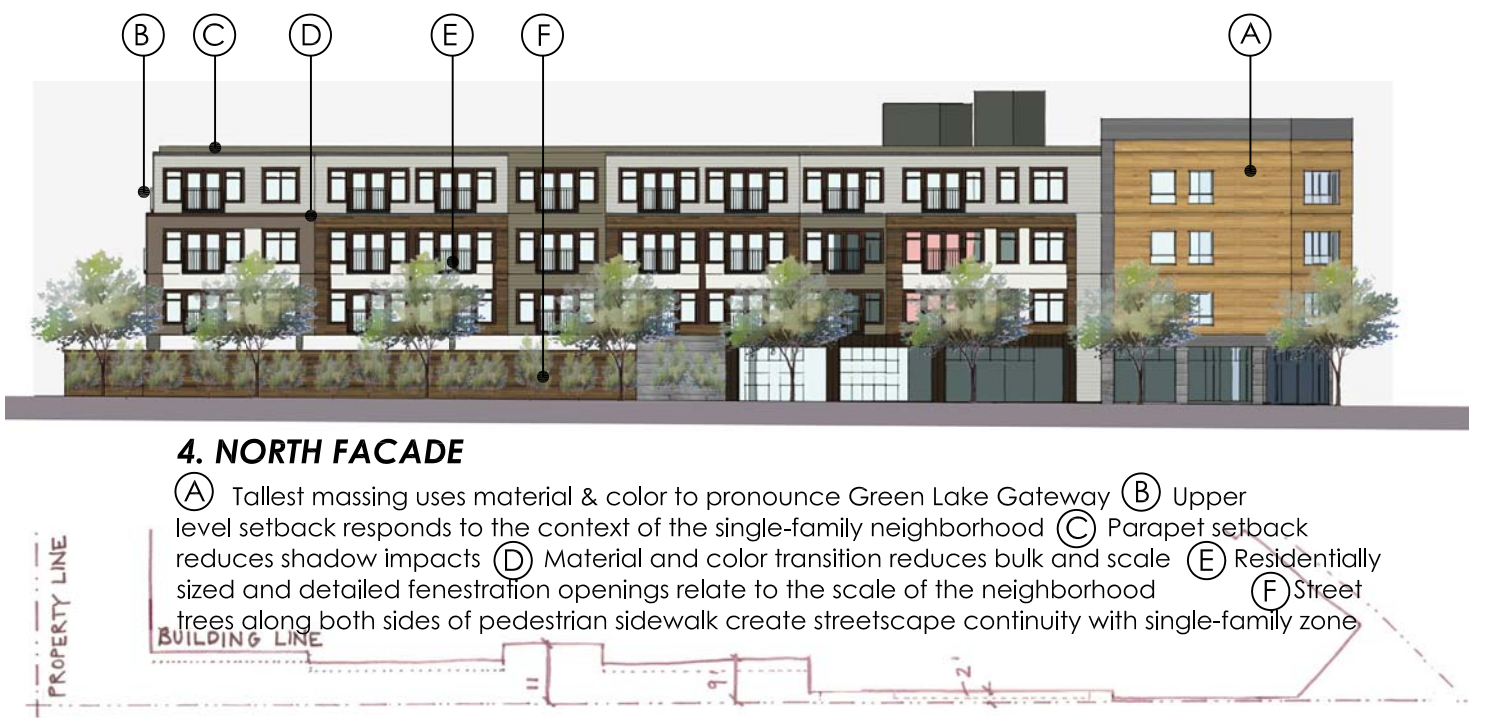 B C D E F A
4. NORTH FACADE
A Tallest massing uses material & color to pronounce Green Lake Gateway B Upper
level setback responds to the context of the single-family neighborhood C Parapet setback
reduces shadow impacts D Material and color transition reduces bulk and scale E Residentially
sized and detailed fenestration openings relate to the scale of the neighborhood F Street
trees along both sides of pedestrian sidewalk create streetscape continuity with single-family zone
PROPERTY LINE
BUILDING LINE
11
9'
2'